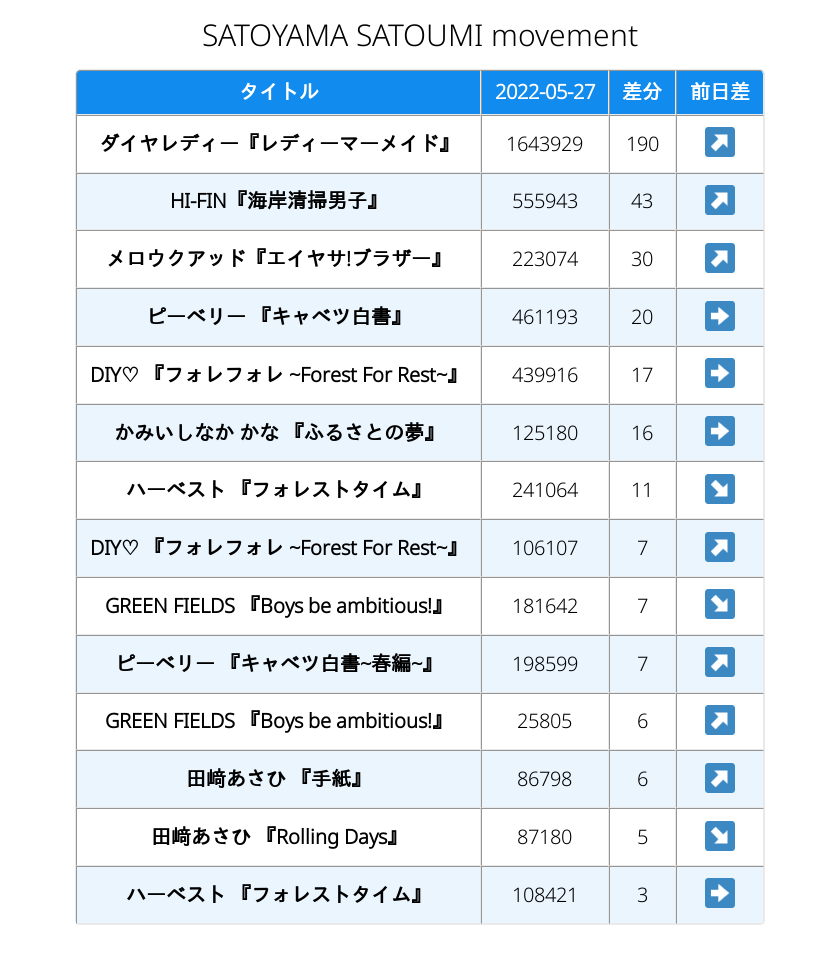 SATOYAMA SATOUMI movement
タイトル 2022-05-27 差分 前日差
ダイヤレディー『レディーマーメイド』 1643929 190 ↗
HI-FIN『海岸清掃男子』 555943 43 ↗
メロウクアッド『エイヤサ!ブラザー』 223074 30 ↗
ピーベリー 『キャベツ白書』 461193 20 ➡
DIY♡ 『フォレフォレ ~Forest For Rest~』 439916 17 ➡
かみいしなか かな 『ふるさとの夢』 125180 16 ➡
ハーベスト 『フォレストタイム』 241064 11 ↘
DIY♡ 『フォレフォレ ~Forest For Rest~』 106107 7 ↗
GREEN FIELDS 『Boys be ambitious!』 181642 7 ↘
ピーベリー 『キャベツ白書~春編~』 198599 7 ↗
GREEN FIELDS 『Boys be ambitious!』 25805 6 ↗
田﨑あさひ 『手紙』 86798 6 ↗
田﨑あさひ 『Rolling Days』 87180 5 ↘
ハーベスト 『フォレストタイム』 108421 3 ➡